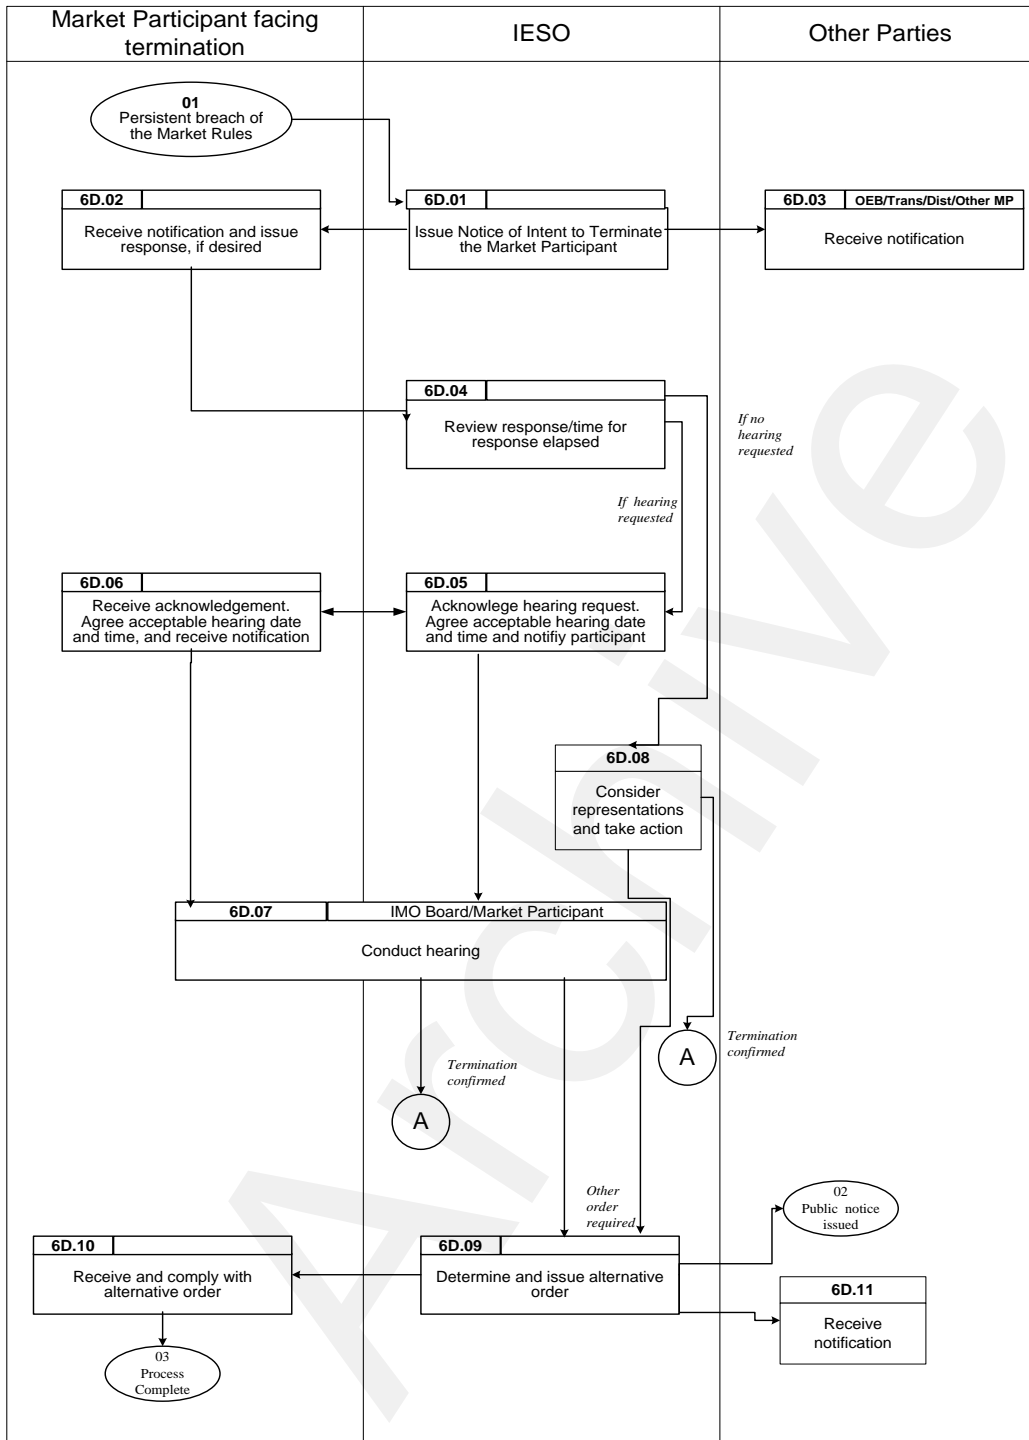 Market Participant facing
termination
IESO
Other Parties
01
Persistent breach of
the Market Rules
6D.02
Receive notification and issue
response, if desired
6D.01
Issue Notice of Intent to Terminate
the Market Participant
6D.03
OEB/Trans/Dist/Other MP
Receive notification
6D.04
Review response/time for
response elapsed
If no
hearing
requested
If hearing
requested
6D.06
Receive acknowledgement.
Agree acceptable hearing date
and time, and receive notification
6D.05
Acknowlege hearing request.
Agree acceptable hearing date
and time and notifiy participant
6D.08
Consider
representations
and take action
6D.07
IMO Board/Market Participant
Conduct hearing
Termination
confirmed
A
A
Termination
confirmed
Other
order
required
02
Public notice
issued
6D.10
Receive and comply with
alternative order
6D.09
Determine and issue alternative
order
6D.11
Receive
notification
03
Process
Complete
Archive